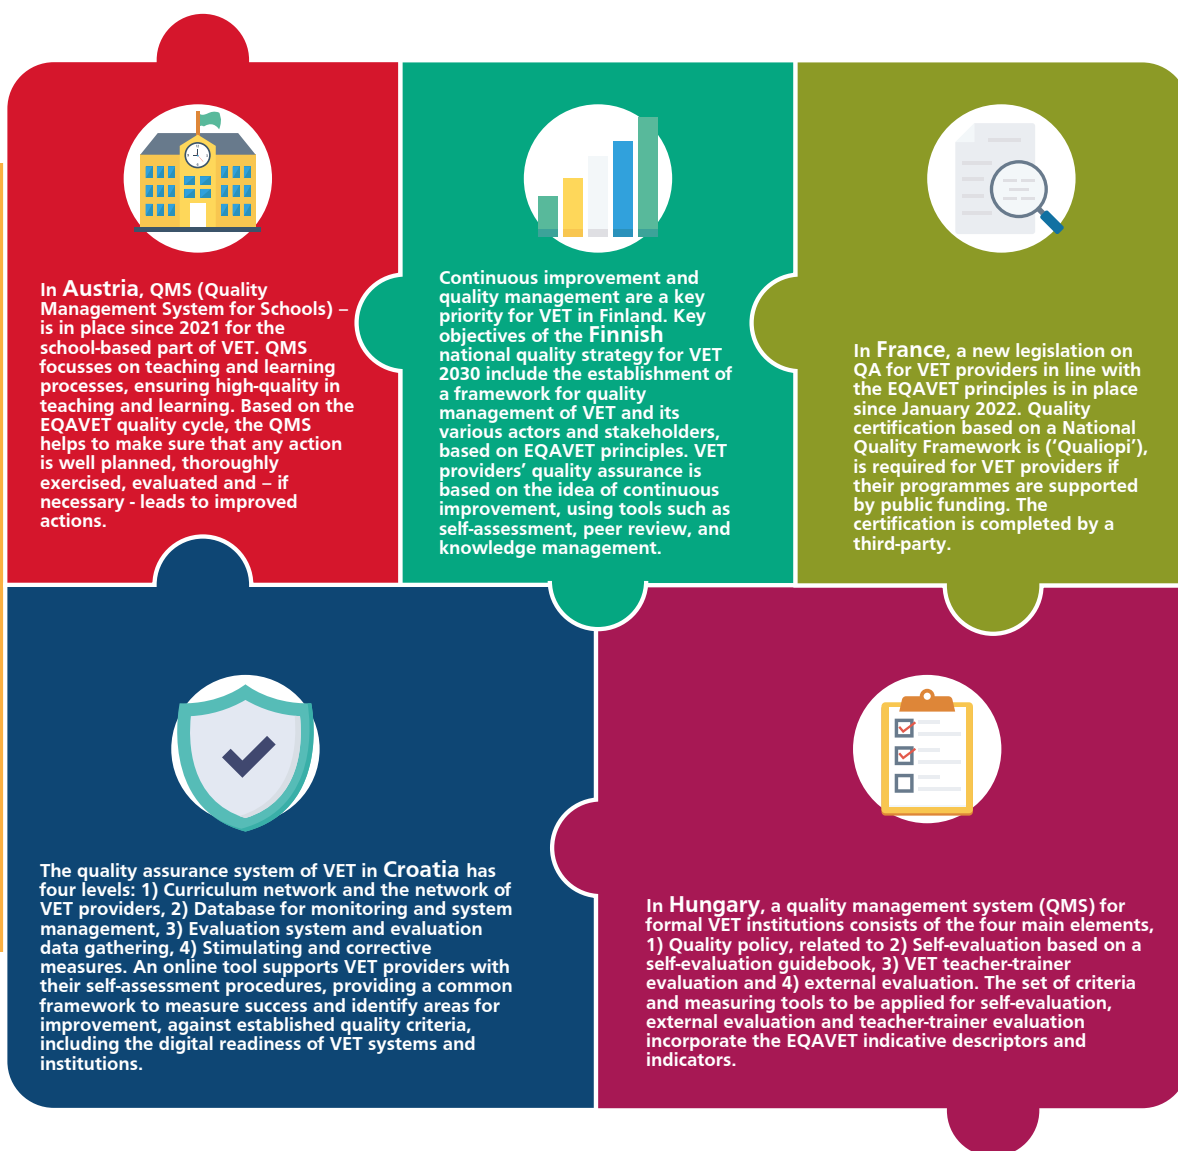 In Austria, QMS (Quality
Management System for Schools) –
is in place since 2021 for the
school-based part of VET. QMS
focusses on teaching and learning
processes, ensuring high-quality in
teaching and learning. Based on the
EQAVET quality cycle, the QMS
helps to make sure that any action
is well planned, thoroughly
exercised, evaluated and – if
necessary - leads to improved
actions.
Continuous improvement and
quality management are a key
priority for VET in Finland. Key
objectives of the Finnish
national quality strategy for VET
2030 include the establishment of
a framework for quality
management of VET and its
various actors and stakeholders,
based on EQAVET principles. VET
providers’ quality assurance is
based on the idea of continuous
improvement, using tools such as
self-assessment, peer review, and
knowledge management.
In France, a new legislation on
QA for VET providers in line with
the EQAVET principles is in place
since January 2022. Quality
certification based on a National
Quality Framework is (‘Qualiopi’),
is required for VET providers if
their programmes are supported
by public funding. The
certification is completed by a
third-party.
The quality assurance system of VET in Croatia has
four levels: 1) Curriculum network and the network of
VET providers, 2) Database for monitoring and system
management, 3) Evaluation system and evaluation
data gathering, 4) Stimulating and corrective
measures. An online tool supports VET providers with
their self-assessment procedures, providing a common
framework to measure success and identify areas for
improvement, against established quality criteria,
including the digital readiness of VET systems and
institutions.
In Hungary, a quality management system (QMS) for
formal VET institutions consists of the four main elements,
1) Quality policy, related to 2) Self-evaluation based on a
self-evaluation guidebook, 3) VET teacher-trainer
evaluation and 4) external evaluation. The set of criteria
and measuring tools to be applied for self-evaluation,
external evaluation and teacher-trainer evaluation
incorporate the EQAVET indicative descriptors and
indicators.